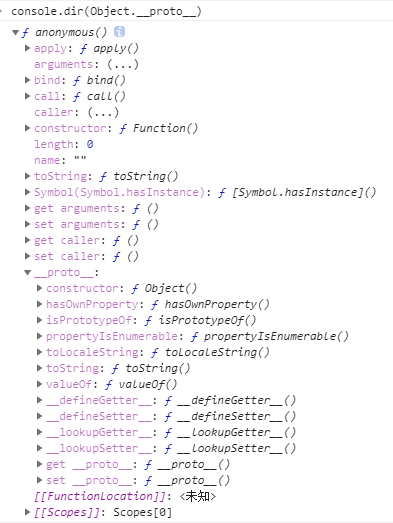 console.dir(Object.__proto__)
▼ƒ anonymous() i
▶apply: ƒ apply()
arguments: (...)
▶bind: ƒ bind()
▶call: ƒ call()
caller: (...)
▶constructor: ƒ Function()
length: 0
name: ""
▶toString: ƒ toString()
▶Symbol(Symbol.hasInstance): ƒ [Symbol.hasInstance]()
▶get arguments: ƒ ()
▶set arguments: ƒ ()
▶get caller: ƒ ()
▶set caller: ƒ ()
▼__proto__:
▶constructor: ƒ Object()
▶hasOwnProperty: ƒ hasOwnProperty()
▶isPrototypeOf: ƒ isPrototypeOf()
▶propertyIsEnumerable: ƒ propertyIsEnumerable()
▶toLocaleString: ƒ toLocaleString()
▶toString: ƒ toString()
▶valueOf: ƒ valueOf()
▶__defineGetter__: ƒ __defineGetter__()
▶__defineSetter__: ƒ __defineSetter__()
▶__lookupGetter__: ƒ __lookupGetter__()
▶__lookupSetter__: ƒ __lookupSetter__()
▶get __proto__: ƒ __proto__()
▶set __proto__: ƒ __proto__()
[[FunctionLocation]]: <未知>
▶[[Scopes]]: Scopes[0]